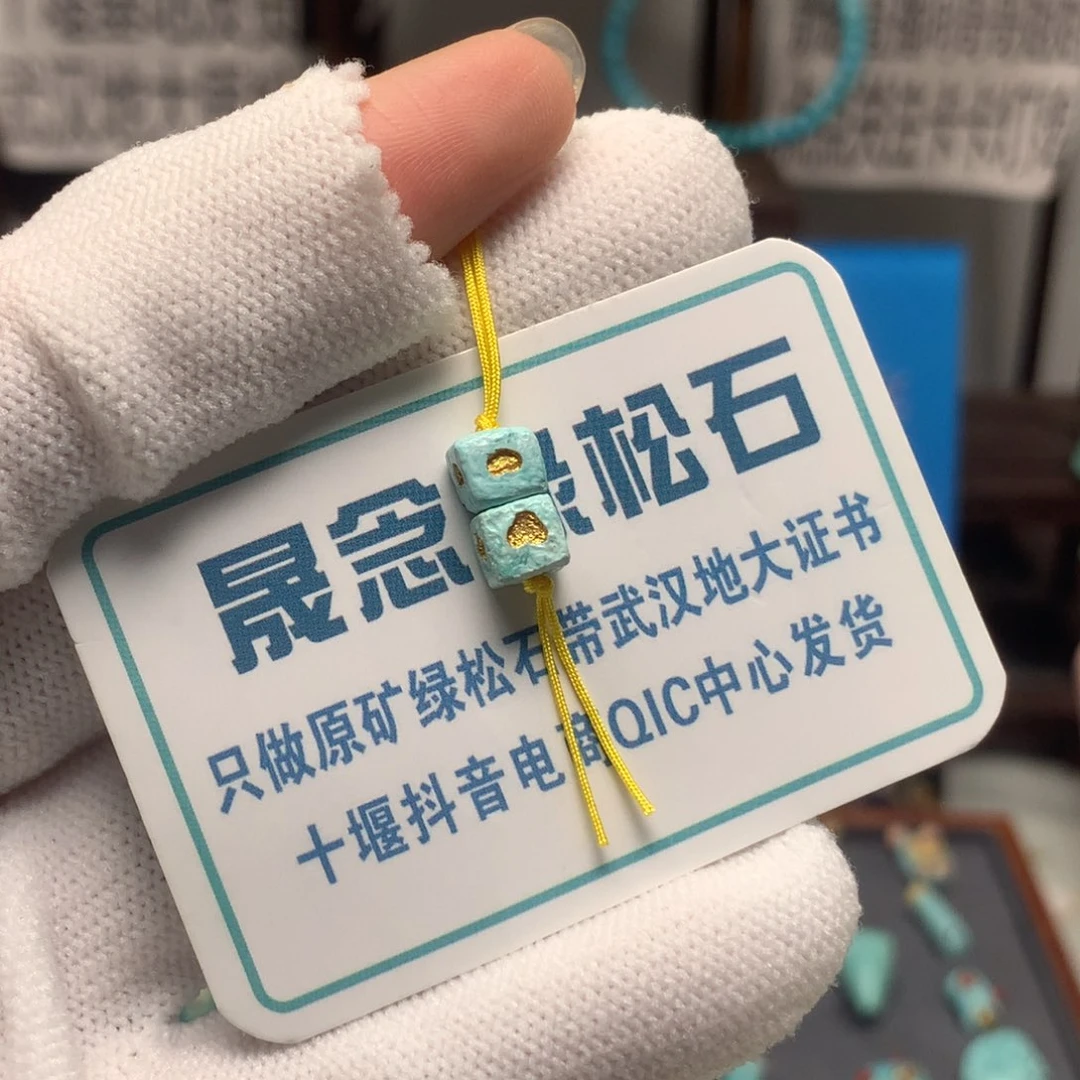 晟念绿松石
只做原矿绿松石带武汉地大证书
十堰抖音电商QIC中心发货